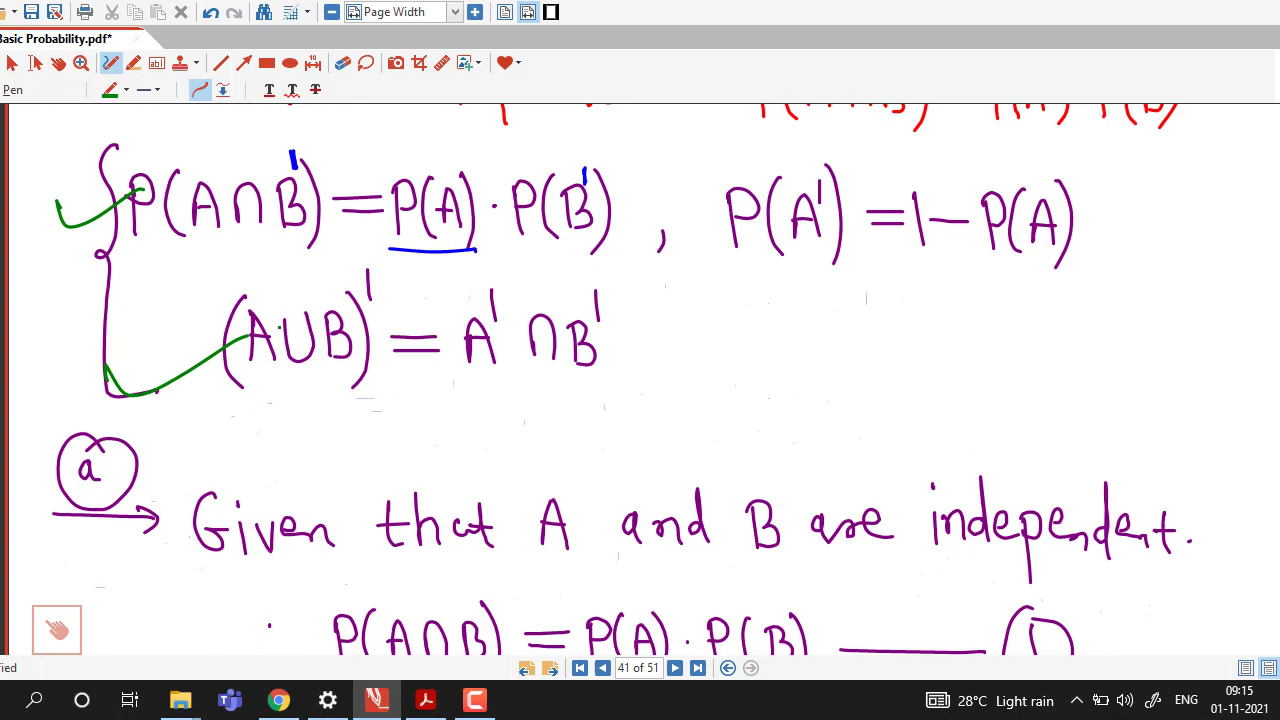 Page Width
Basic Probability.pdf*
Pen
P(A∩B') = P(A) · P(B') , P(A') = 1 − P(A)
(A∪B)' = A' ∩ B'
a
Given that A and B are independent.
P(A∩B) = P(A) · P(B)
41 of 51
28°C Light rain
ENG
09:15
01-11-2021